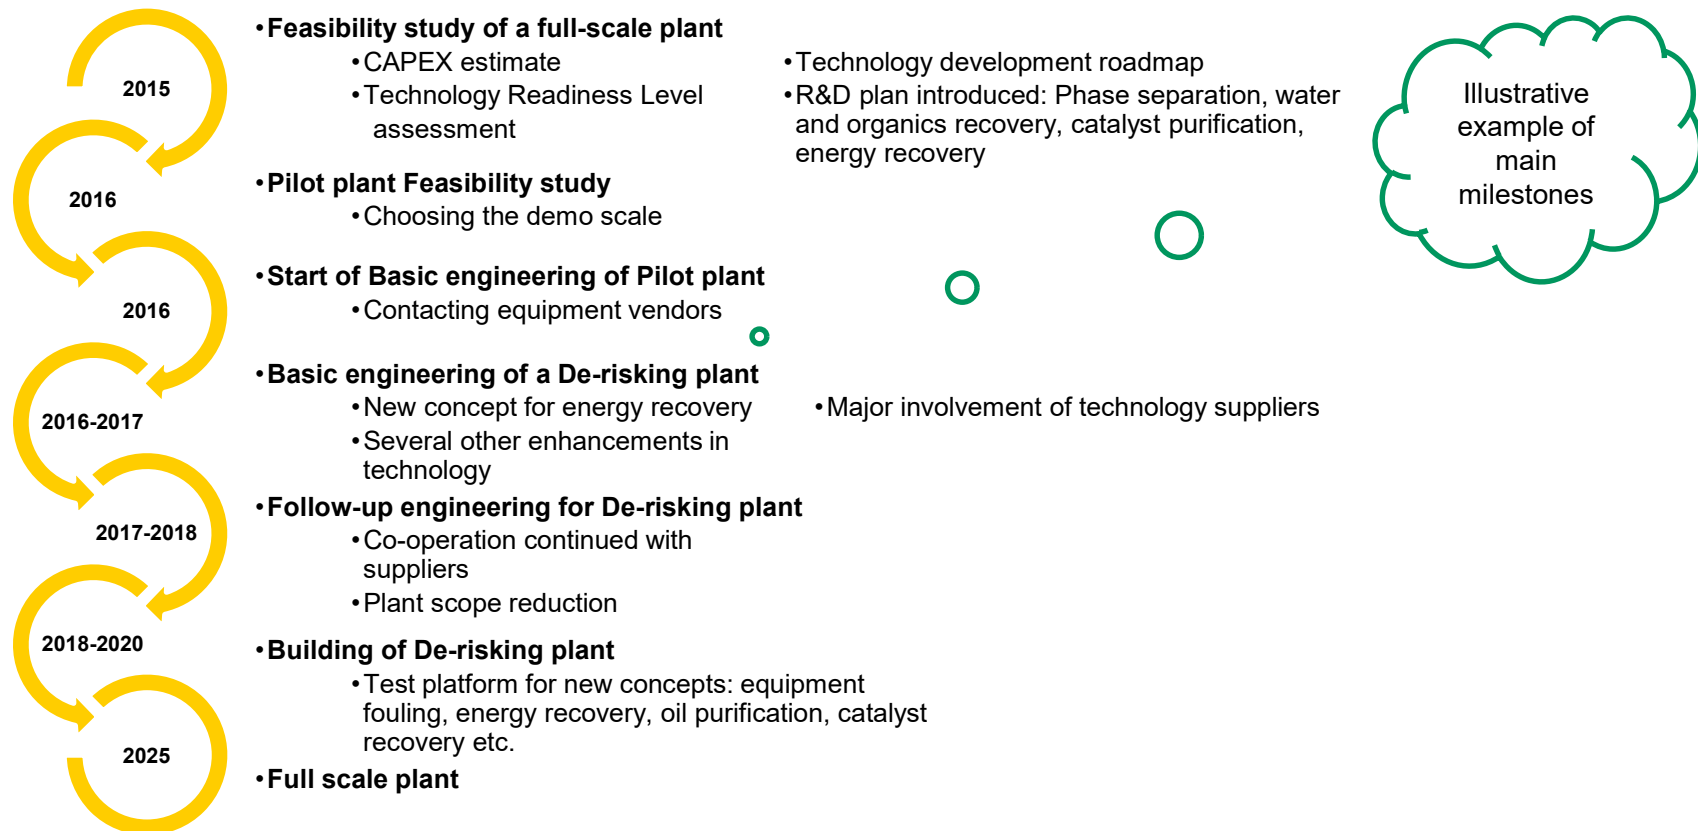 2015
•Feasibility study of a full-scale plant
•CAPEX estimate
•Technology Readiness Level
assessment
•Technology development roadmap
•R&D plan introduced: Phase separation, water
and organics recovery, catalyst purification,
energy recovery
Illustrative
example of
main
milestones
2016
•Pilot plant Feasibility study
•Choosing the demo scale
2016
•Start of Basic engineering of Pilot plant
•Contacting equipment vendors
2016-2017
•Basic engineering of a De-risking plant
•New concept for energy recovery
•Several other enhancements in
technology
•Major involvement of technology suppliers
2017-2018
•Follow-up engineering for De-risking plant
•Co-operation continued with
suppliers
•Plant scope reduction
2018-2020
•Building of De-risking plant
•Test platform for new concepts: equipment
fouling, energy recovery, oil purification, catalyst
recovery etc.
2025
•Full scale plant